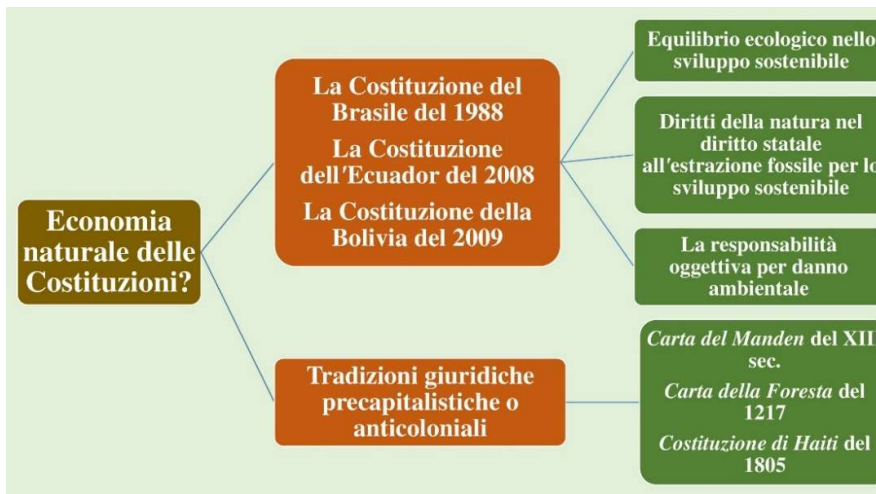 Economia
naturale delle
Costituzioni?
La Costituzione del
Brasile del 1988
La Costituzione
dell'Ecuador del 2008
La Costituzione della
Bolivia del 2009
Equilibrio ecologico nello
sviluppo sostenibile
Diritti della natura nel
diritto statale
all'estrazione fossile per lo
sviluppo sostenibile
La responsabilità
oggettiva per danno
ambientale
Tradizioni giuridiche
precapitalistiche o
anticoloniali
Carta del Manden del XIII
sec.
Carta della Foresta del
1217
Costituzione di Haiti del
1805